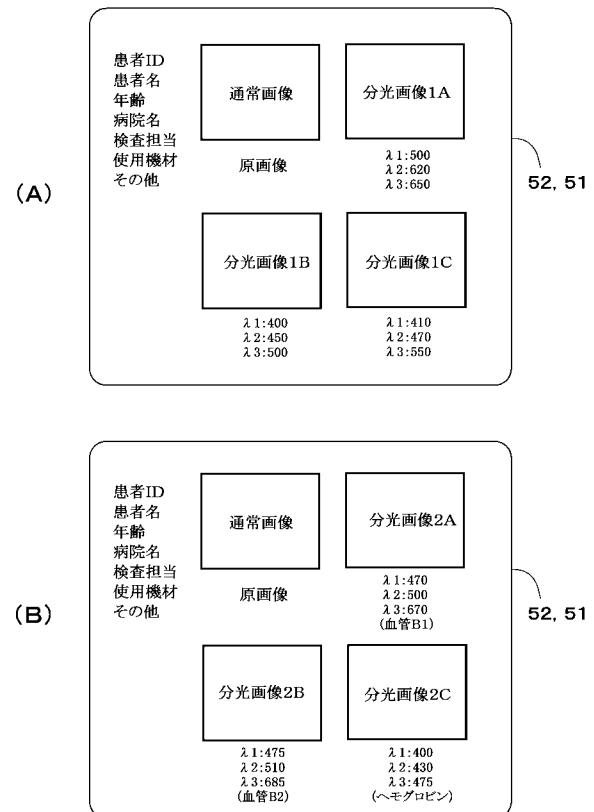 (A)
患者ID
患者名
年齢
病院名
検査担当
使用機材
その他
通常画像
原画像
分光画像1A
λ1:500
λ2:620
λ3:650
分光画像1B
λ1:400
λ2:450
λ3:500
分光画像1C
λ1:410
λ2:470
λ3:550
52, 51
(B)
患者ID
患者名
年齢
病院名
検査担当
使用機材
その他
通常画像
原画像
分光画像2A
λ1:470
λ2:500
λ3:670
(血管B1)
分光画像2B
λ1:475
λ2:510
λ3:685
(血管B2)
分光画像2C
λ1:400
λ2:430
λ3:475
(ヘモグロビン)
52, 51